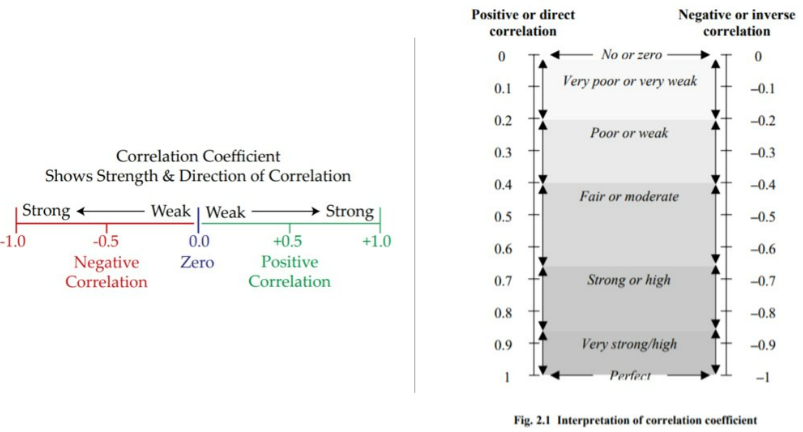 Correlation Coefficient
Shows Strength & Direction of Correlation
Strong Weak Weak Strong
-1.0 -0.5 0.0 +0.5 +1.0
Negative Zero Positive
Correlation Correlation
Positive or direct Negative or inverse
correlation correlation
0 No or zero 0
0.1 Very poor or very weak –0.1
0.2 –0.2
Poor or weak
0.3 –0.3
0.4 –0.4
Fair or moderate
0.5 –0.5
0.6 –0.6
0.7 Strong or high –0.7
0.8 –0.8
0.9 Very strong/high –0.9
1 Perfect –1
Fig. 2.1 Interpretation of correlation coefficient